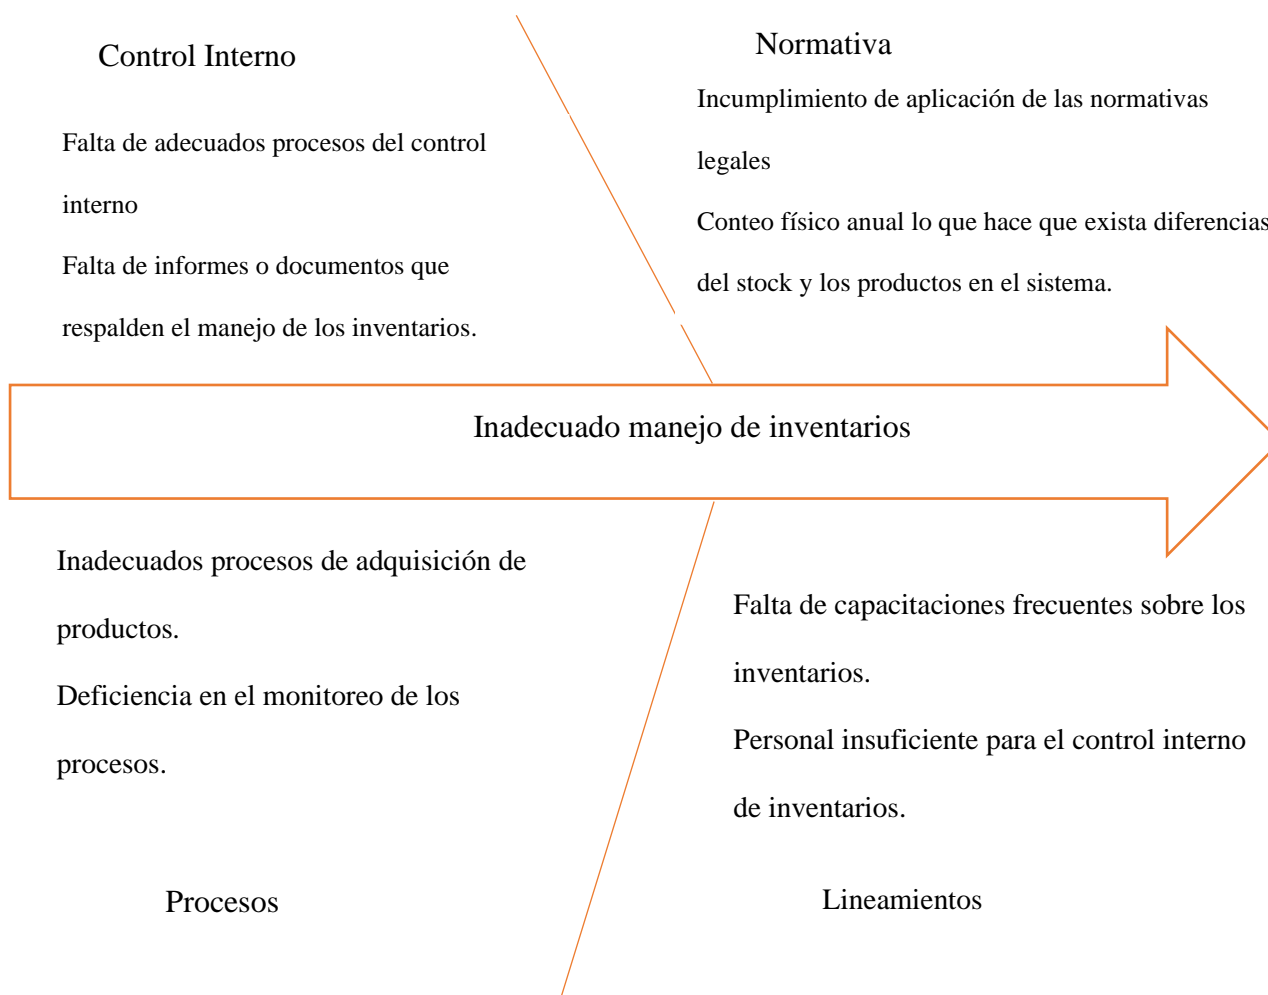 Control Interno
Falta de adecuados procesos del control
interno
Falta de informes o documentos que
respalden el manejo de los inventarios.
Normativa
Incumplimiento de aplicación de las normativas
legales
Conteo físico anual lo que hace que exista diferencias
del stock y los productos en el sistema.
Inadecuado manejo de inventarios
Inadecuados procesos de adquisición de
productos.
Deficiencia en el monitoreo de los
procesos.
Procesos
Falta de capacitaciones frecuentes sobre los
inventarios.
Personal insuficiente para el control interno
de inventarios.
Lineamientos